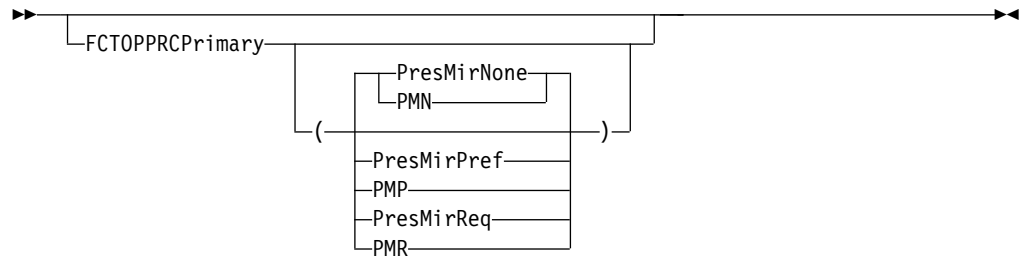 FCTOPPRCPrimary
PresMirNone
PMN
( )
PresMirPref
PMP
PresMirReq
PMR